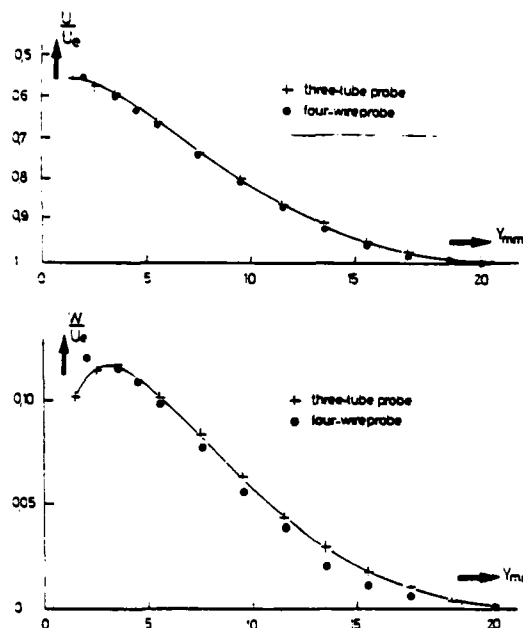 U
Ue
0,5
0,6
0,7
0,8
0,9
1
+ three-tube probe
• four-wire probe
Ymm
0 5 10 15 20
W
Ue
0,10
0,05
0
+ three-tube probe
• four-wire probe
0 5 10 15 20